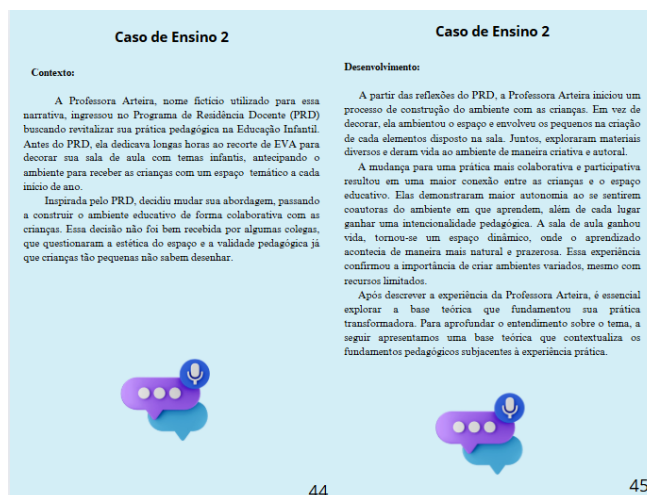 Caso de Ensino 2
Contexto:
A Professora Arteira, nome fictício utilizado para essa
narrativa, ingressou no Programa de Residência Docente (PRD)
buscando revitalizar sua prática pedagógica na Educação Infantil.
Antes do PRD, ela dedicava longas horas ao recorte de EVA para
decorar sua sala de aula com temas infantis, antecipando o
ambiente para receber as crianças com um espaço temático a cada
início de ano.
Inspirada pelo PRD, decidiu mudar sua abordagem, passando
a construir o ambiente educativo de forma colaborativa com as
crianças. Essa decisão não foi bem recebida por algumas colegas,
que questionaram a estética do espaço e a validade pedagógica já
que crianças tão pequenas não sabem desenhar.
44
Caso de Ensino 2
Desenvolvimento:
A partir das reflexões do PRD, a Professora Arteira iniciou um
processo de construção do ambiente com as crianças. Em vez de
decorar, ela ambientou o espaço e envolveu os pequenos na criação
de cada elementos disposto na sala. Juntos, exploraram materiais
diversos e deram vida ao ambiente de maneira criativa e autoral.
A mudança para uma prática mais colaborativa e participativa
resultou em uma maior conexão entre as crianças e o espaço
educativo. Elas demonstraram maior autonomia ao se sentirem
coautoras do ambiente em que aprendem, além de cada lugar
ganhar uma intencionalidade pedagógica. A sala de aula ganhou
vida, tornou-se um espaço dinâmico, onde o aprendizado
acontecia de maneira mais natural e prazerosa. Essa experiência
confirmou a importância de criar ambientes variados, mesmo com
recursos limitados.
Após descrever a experiência da Professora Arteira, é essencial
explorar a base teórica que fundamentou sua prática
transformadora. Para aprofundar o entendimento sobre o tema, a
seguir apresentamos uma base teórica que contextualiza os
fundamentos pedagógicos subjacentes à experiência prática.
45